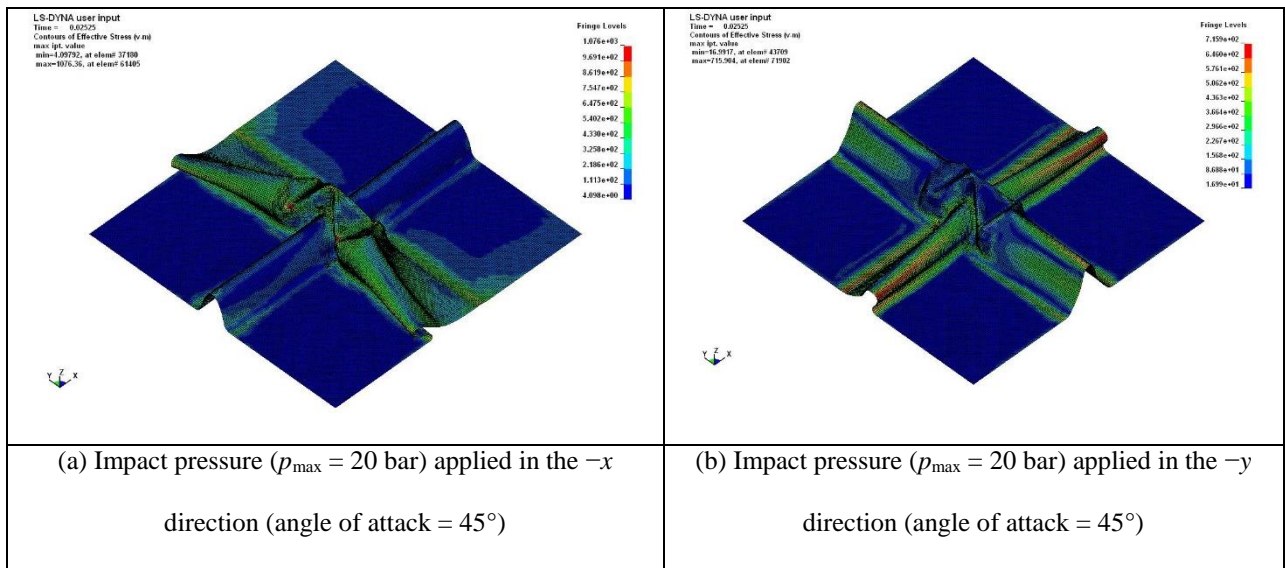 LS-DYNA user input
Time = 0.02525
Contours of Effective Stress (v-m)
max ipt. value
min=4.09792, at elem# 37180
max=1076.36, at elem# 61405
Fringe Levels
1.076e+03
9.691e+02
8.619e+02
7.547e+02
6.475e+02
5.402e+02
4.330e+02
3.258e+02
2.186e+02
1.113e+02
4.098e+00
Y Z X
LS-DYNA user input
Time = 0.02525
Contours of Effective Stress (v-m)
max ipt. value
min=16.9917, at elem# 43709
max=715.904, at elem# 71902
Fringe Levels
7.159e+02
6.460e+02
5.761e+02
5.062e+02
4.363e+02
3.664e+02
2.966e+02
2.267e+02
1.568e+02
8.688e+01
1.699e+01
Y Z X
(a) Impact pressure (pmax = 20 bar) applied in the −x
direction (angle of attack = 45°)
(b) Impact pressure (pmax = 20 bar) applied in the −y
direction (angle of attack = 45°)